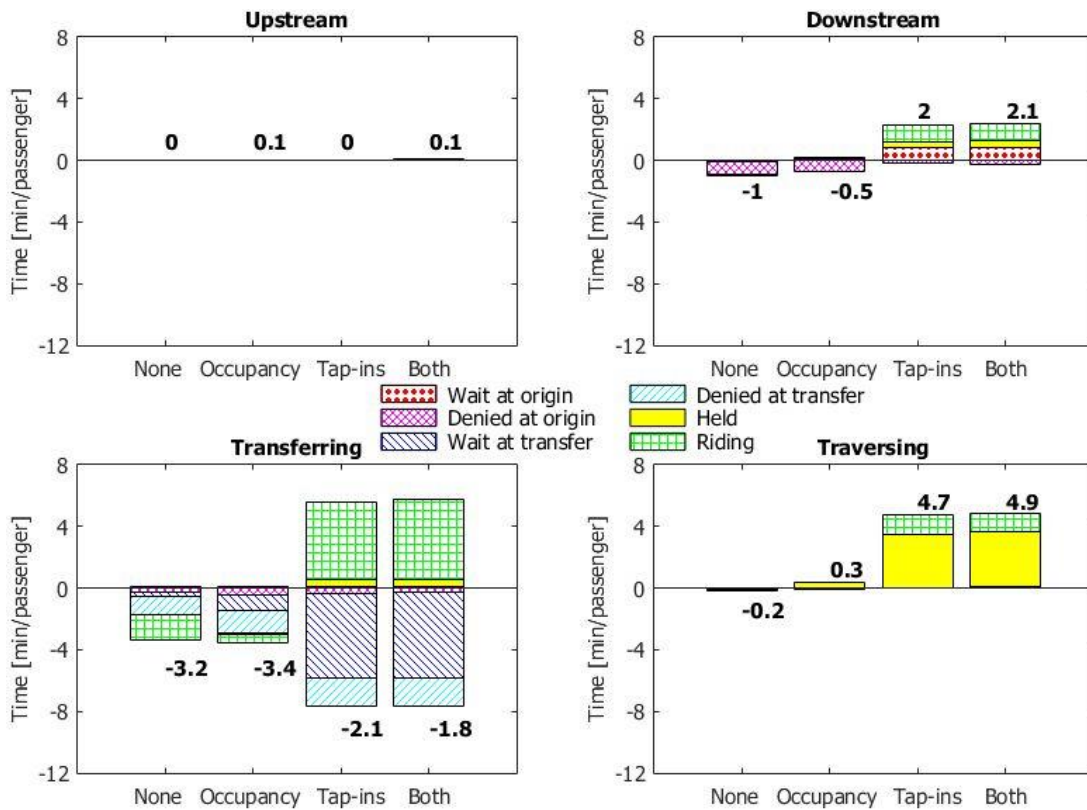 Upstream
8
4
0
-4
-8
-12
Time [min/passenger]
0
0.1
0
0.1
None
Occupancy
Tap-ins
Both
Downstream
8
4
0
-4
-8
-12
Time [min/passenger]
-1
-0.5
2
2.1
None
Occupancy
Tap-ins
Both
Wait at origin
Denied at origin
Wait at transfer
Denied at transfer
Held
Riding
Transferring
8
4
0
-4
-8
-12
Time [min/passenger]
-3.2
-3.4
-2.1
-1.8
None
Occupancy
Tap-ins
Both
Traversing
8
4
0
-4
-8
-12
Time [min/passenger]
-0.2
0.3
4.7
4.9
None
Occupancy
Tap-ins
Both